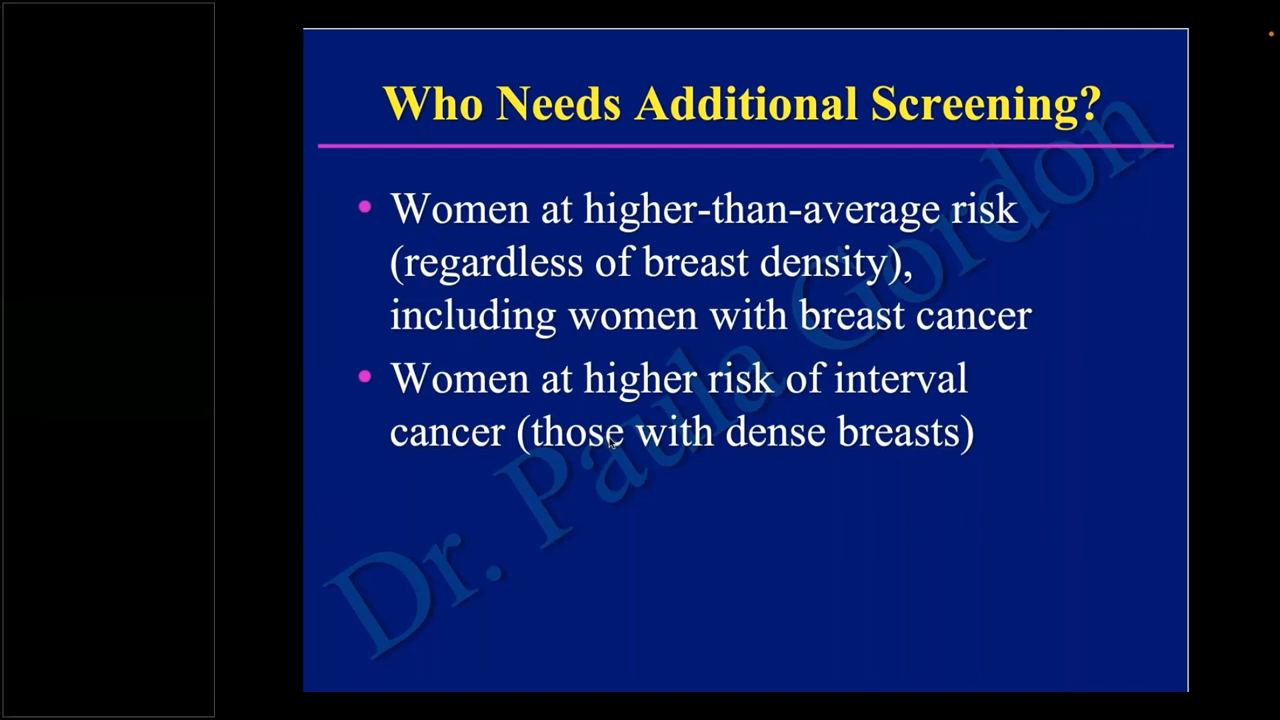 Who Needs Additional Screening?
• Women at higher-than-average risk
(regardless of breast density),
including women with breast cancer
• Women at higher risk of interval
cancer (those with dense breasts)
Dr. Paula Gordon